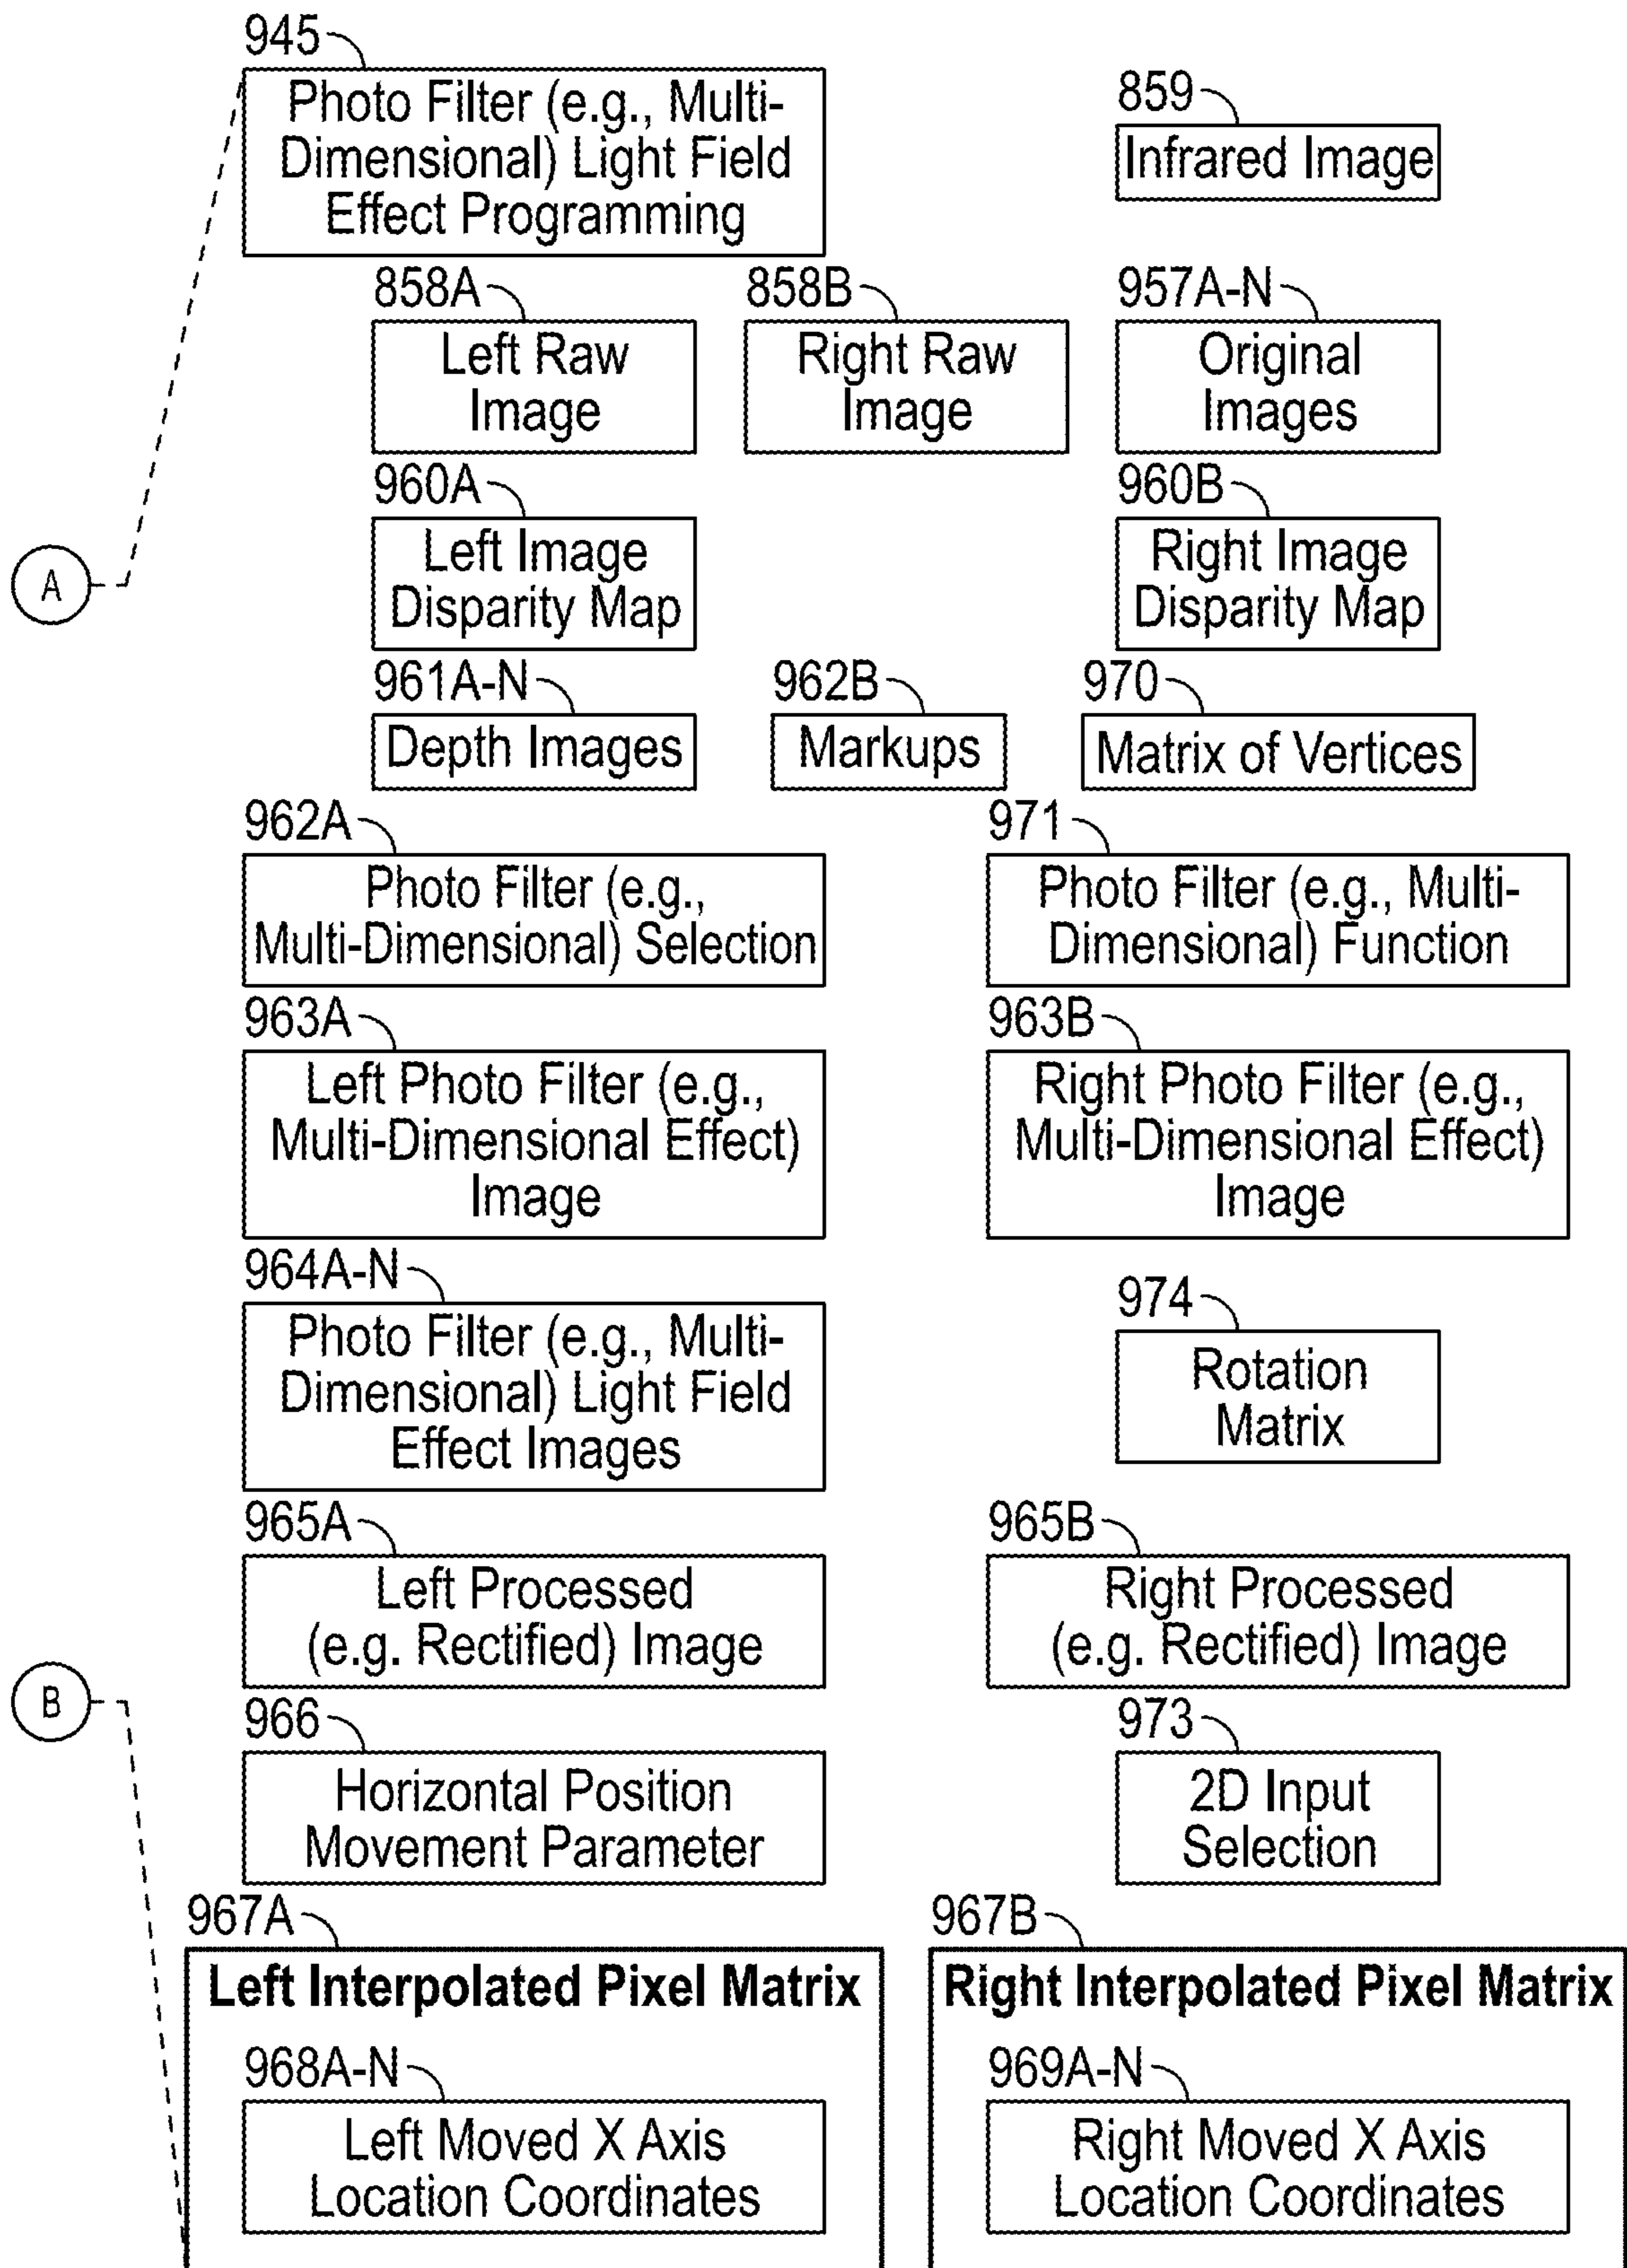 945
Photo Filter (e.g., Multi-
Dimensional) Light Field
Effect Programming
859
Infrared Image
858A
Left Raw
Image
858B
Right Raw
Image
957A-N
Original
Images
960A
Left Image
Disparity Map
960B
Right Image
Disparity Map
A
961A-N
Depth Images
962B
Markups
970
Matrix of Vertices
962A
Photo Filter (e.g.,
Multi-Dimensional) Selection
971
Photo Filter (e.g., Multi-
Dimensional) Function
963A
Left Photo Filter (e.g.,
Multi-Dimensional Effect)
Image
963B
Right Photo Filter (e.g.,
Multi-Dimensional Effect)
Image
964A-N
Photo Filter (e.g., Multi-
Dimensional) Light Field
Effect Images
974
Rotation
Matrix
965A
Left Processed
(e.g. Rectified) Image
965B
Right Processed
(e.g. Rectified) Image
B
966
Horizontal Position
Movement Parameter
973
2D Input
Selection
967A
Left Interpolated Pixel Matrix
968A-N
Left Moved X Axis
Location Coordinates
967B
Right Interpolated Pixel Matrix
969A-N
Right Moved X Axis
Location Coordinates